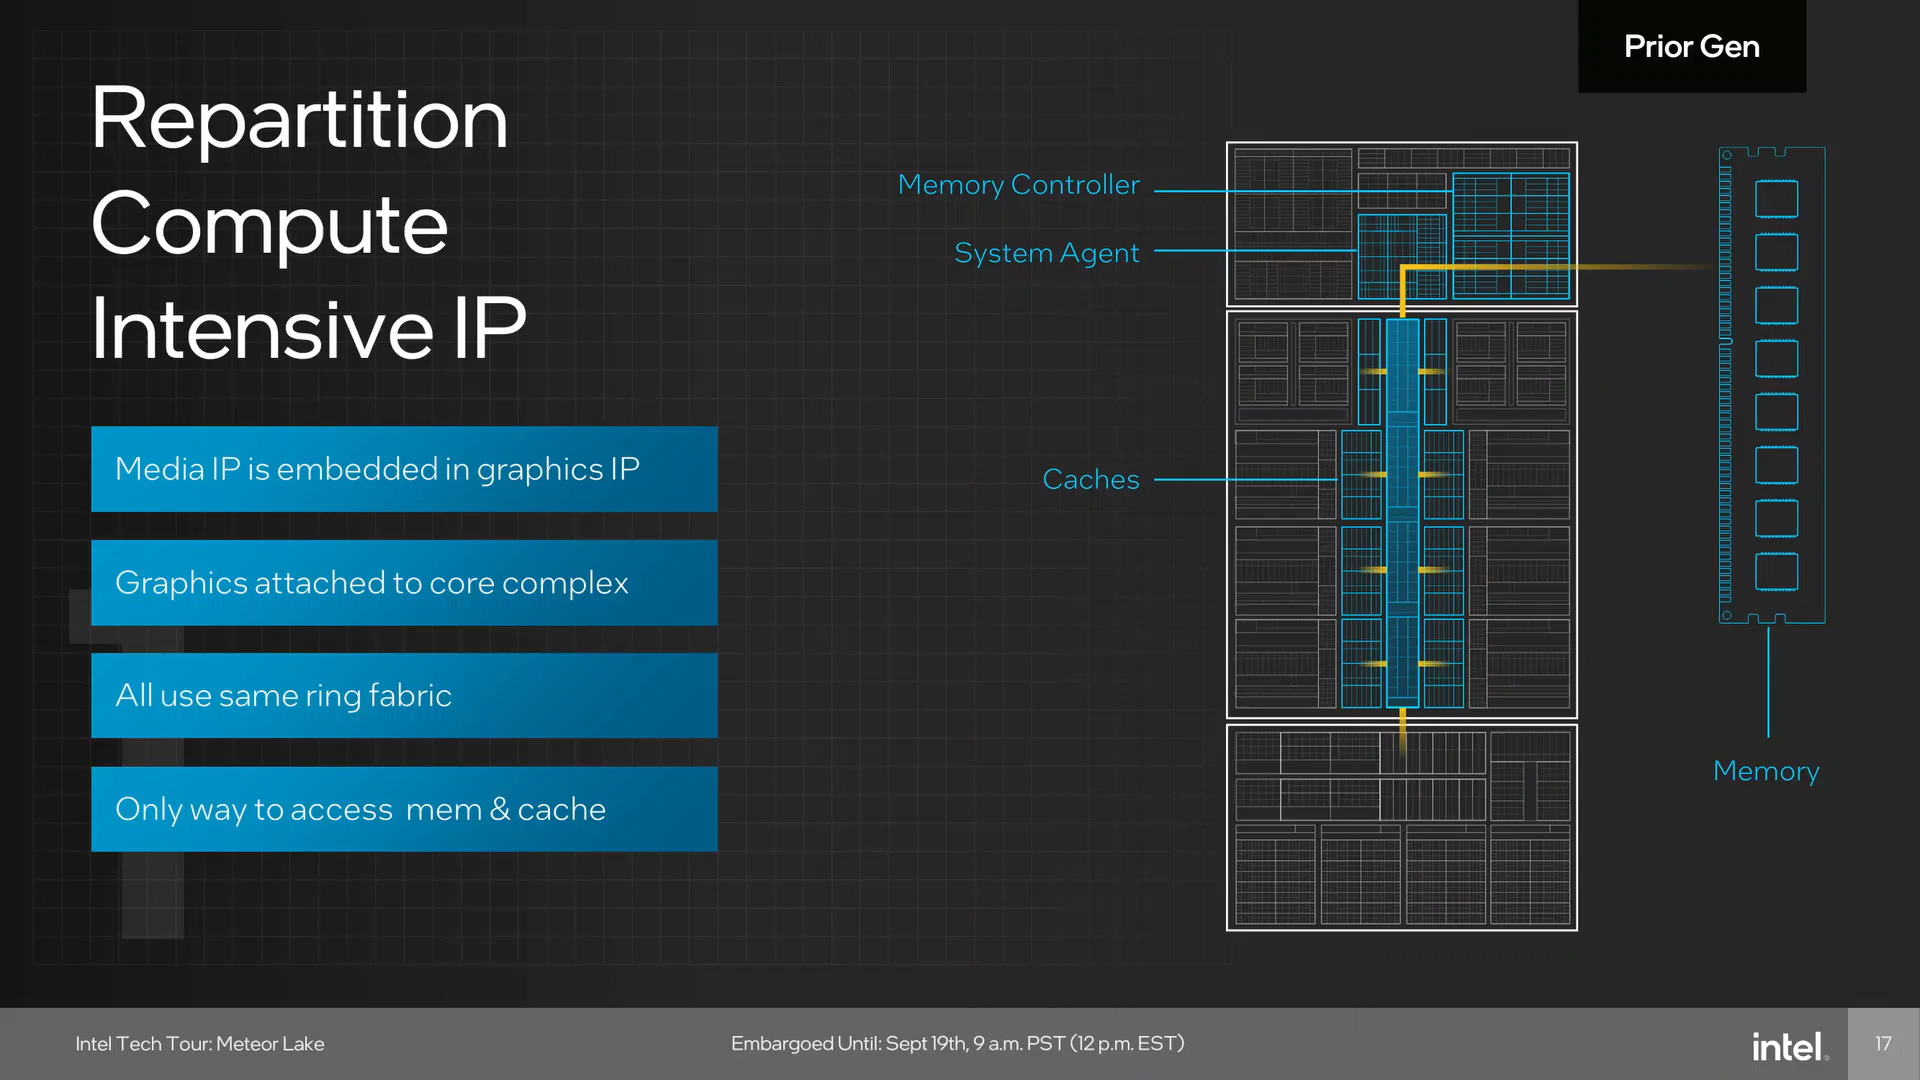 Prior Gen
Repartition
Compute
Intensive IP
Media IP is embedded in graphics IP
Graphics attached to core complex
All use same ring fabric
Only way to access  mem & cache
Memory Controller
System Agent
Caches
Memory
Intel Tech Tour: Meteor Lake
Embargoed Until: Sept 19th, 9 a.m. PST (12 p.m. EST)
intel®
17